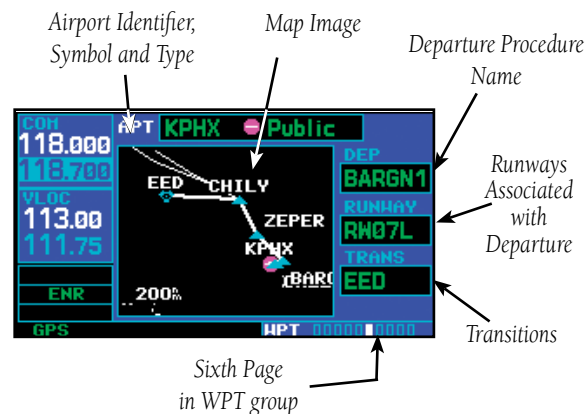 Airport Identifier,
Symbol and Type
Map Image
Departure Procedure
Name
COM
118.000
118.700
VLOC
113.00
111.75
ENR
GPS
APT KPHX Public
EED
CHILY
ZEPER
KPHX
BARG
200nm
DEP
BARGN1
RUNWAY
RW07L
TRANS
EED
WPT
Runways
Associated
with
Departure
Transitions
Sixth Page
in WPT group